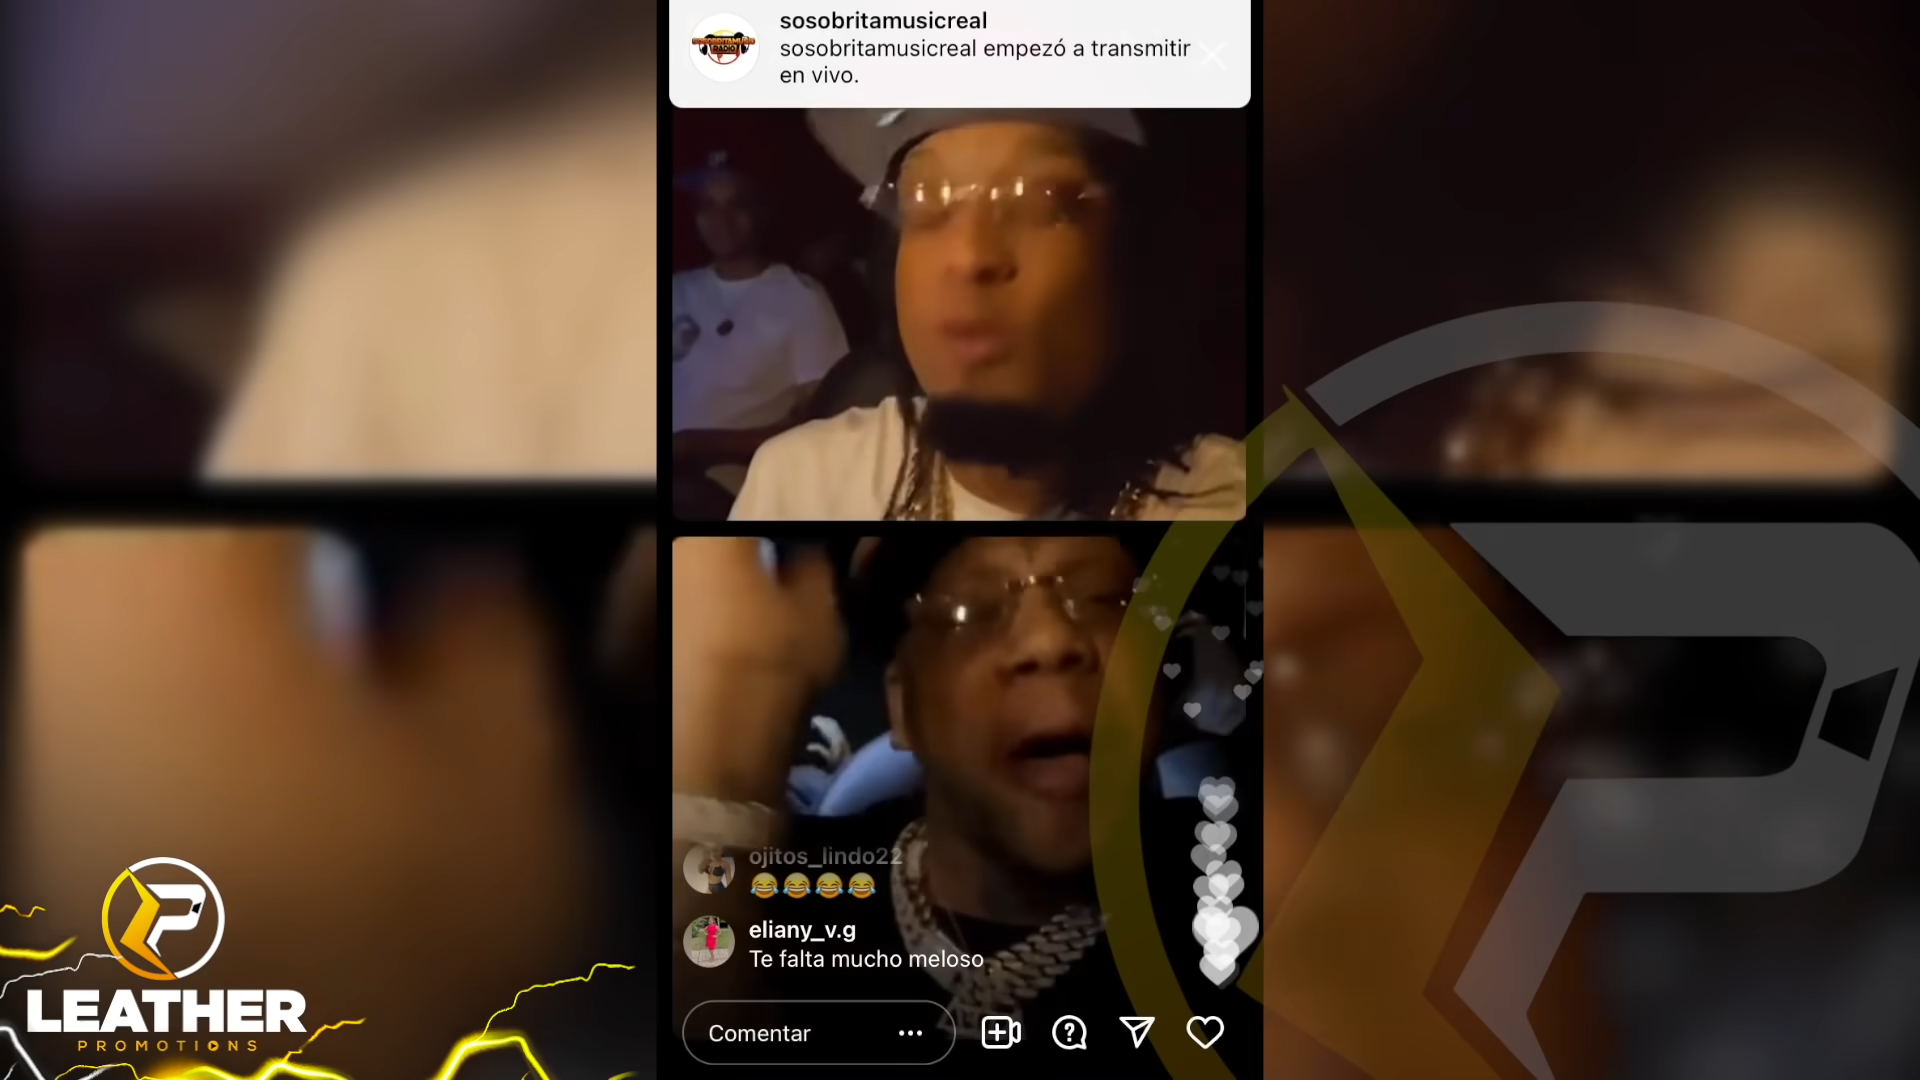 sosobritamusicreal
sosobritamusicreal empezó a transmitir
en vivo.
ojitos_lindo22
😂😂😂😂
eliany_v.g
Te falta mucho meloso
Comentar
LEATHER
PROMOTIONS